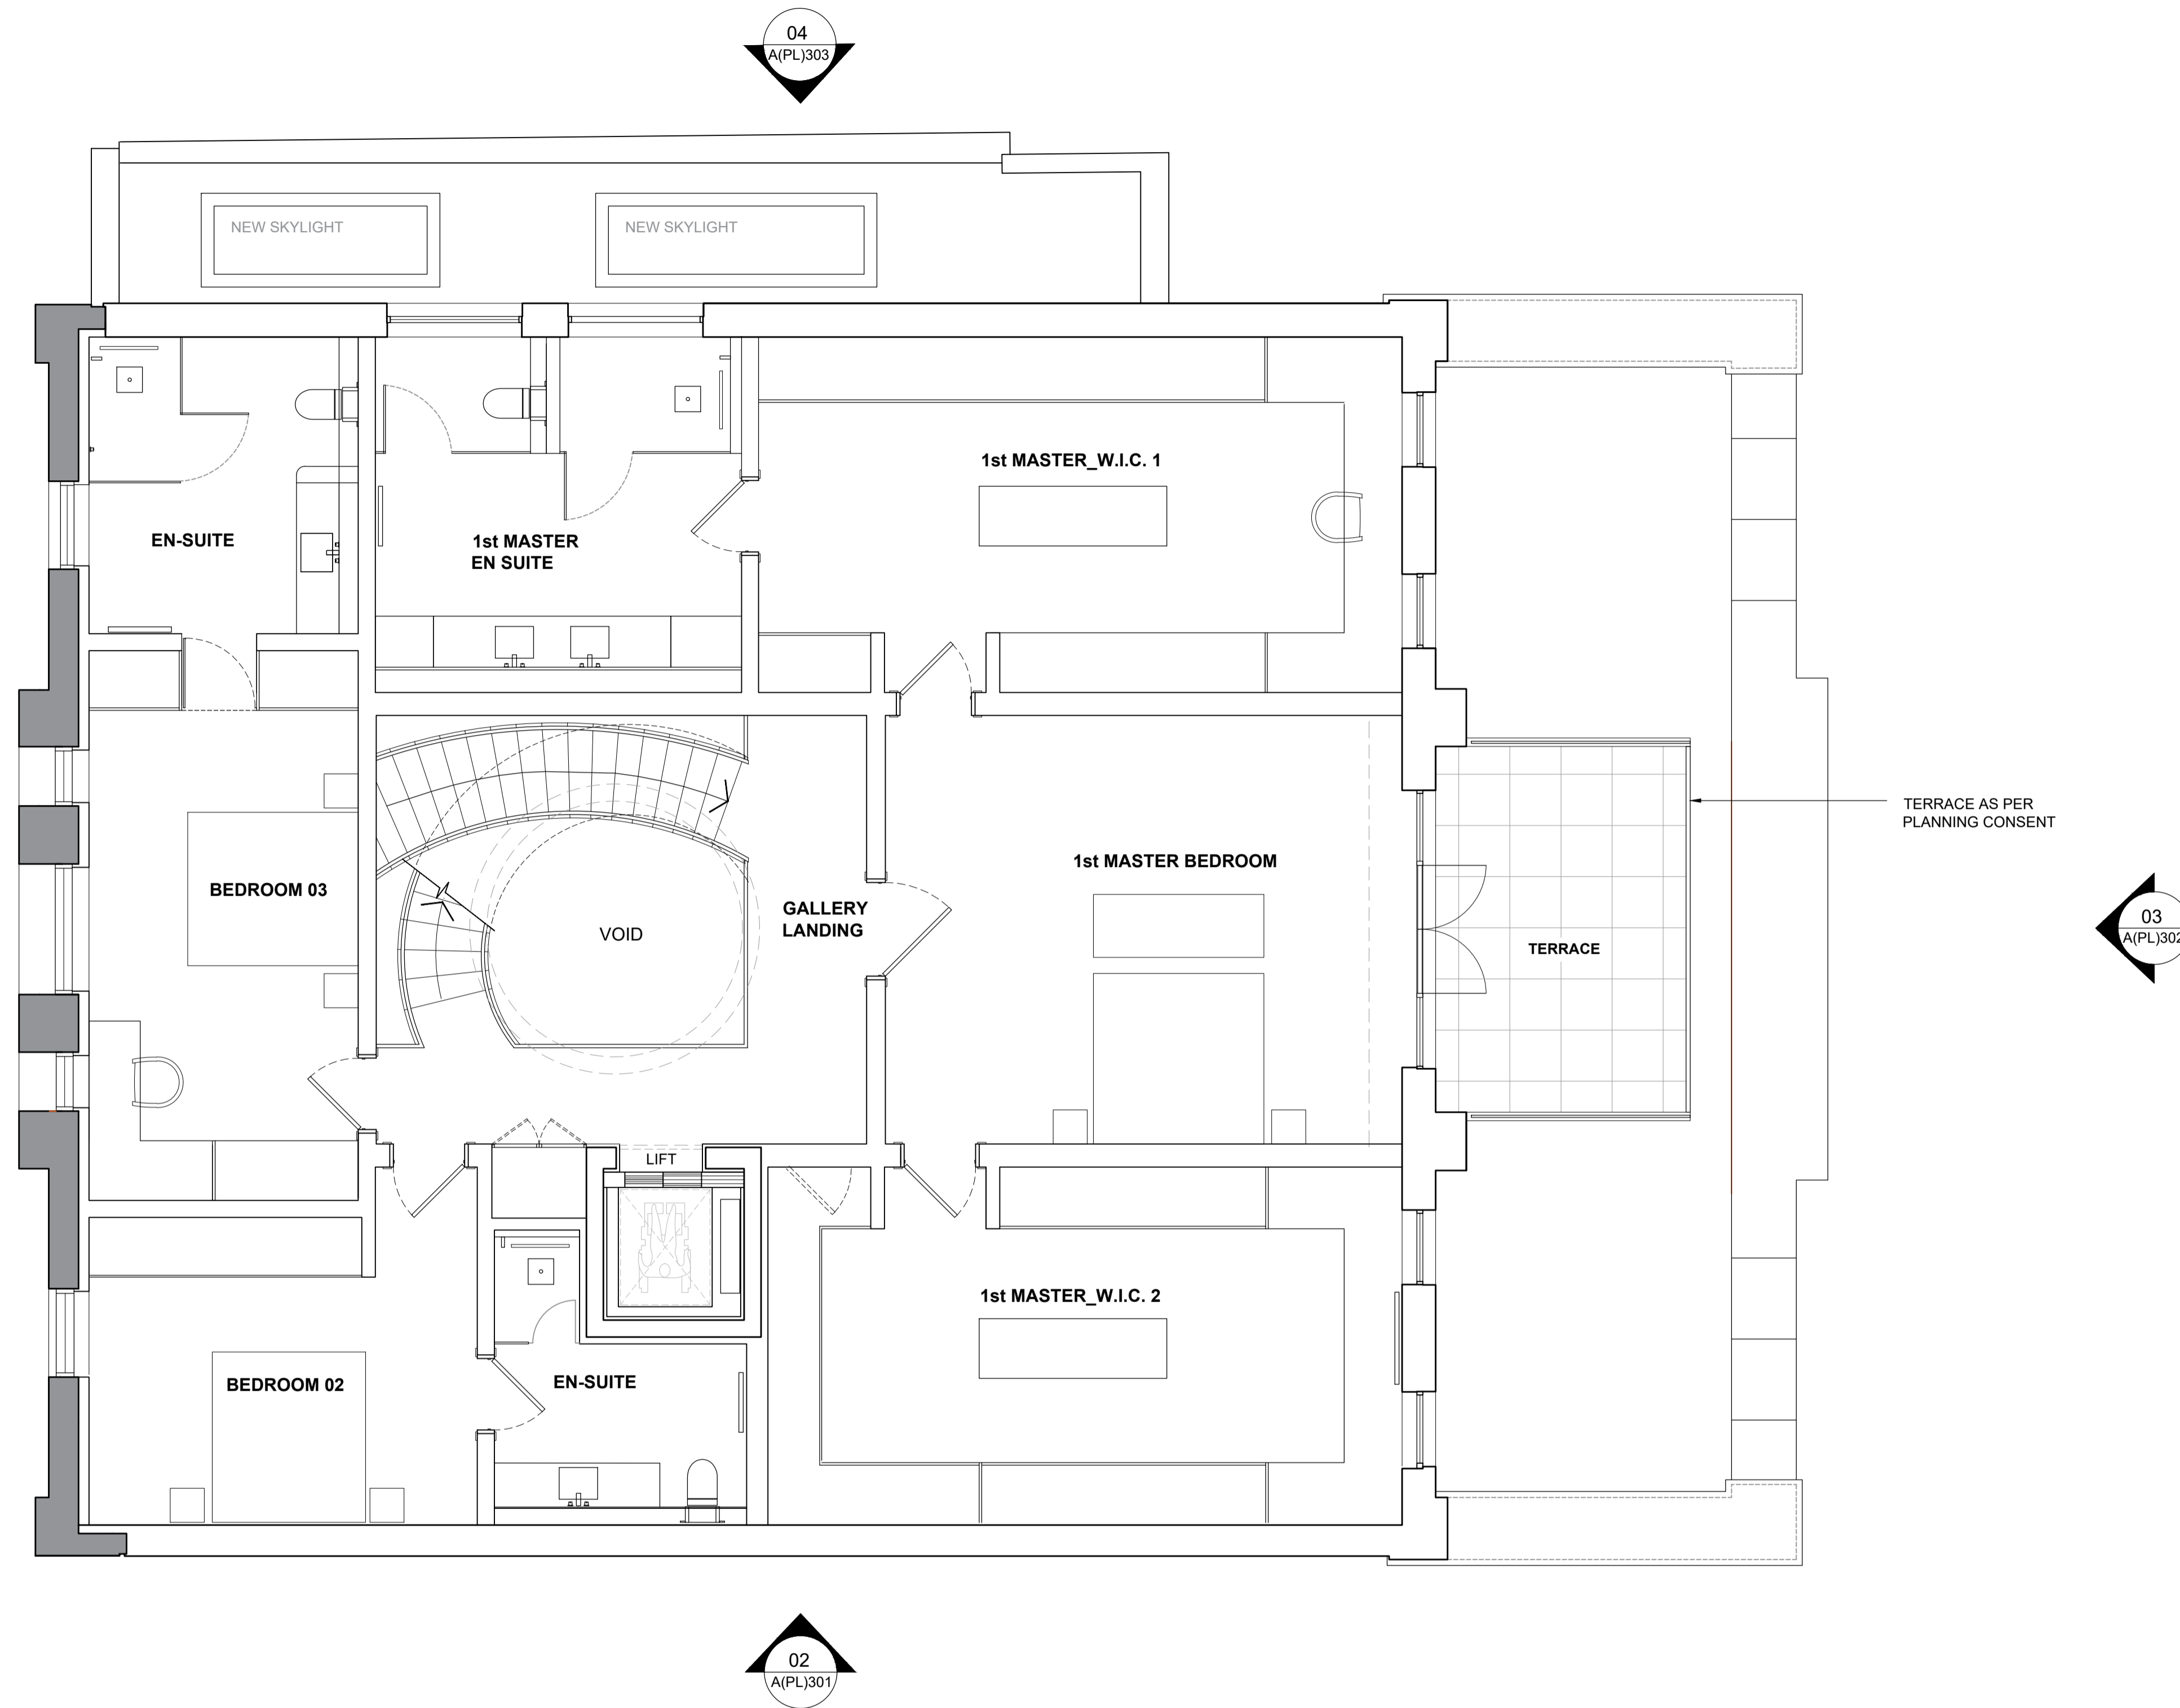 04
A(PL)303
NEW SKYLIGHT
NEW SKYLIGHT
1st MASTER_W.I.C. 1
EN-SUITE
1st MASTER
EN SUITE
TERRACE AS PER
PLANNING CONSENT
1st MASTER BEDROOM
BEDROOM 03
GALLERY
LANDING
VOID
TERRACE
03
A(PL)302
LIFT
1st MASTER_W.I.C. 2
BEDROOM 02
EN-SUITE
02
A(PL)301